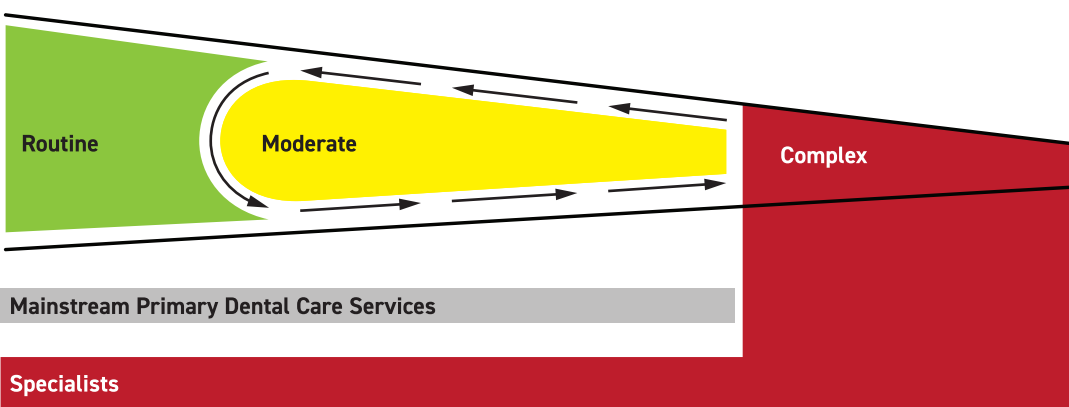 Routine
Moderate
Complex
Mainstream Primary Dental Care Services
Specialists